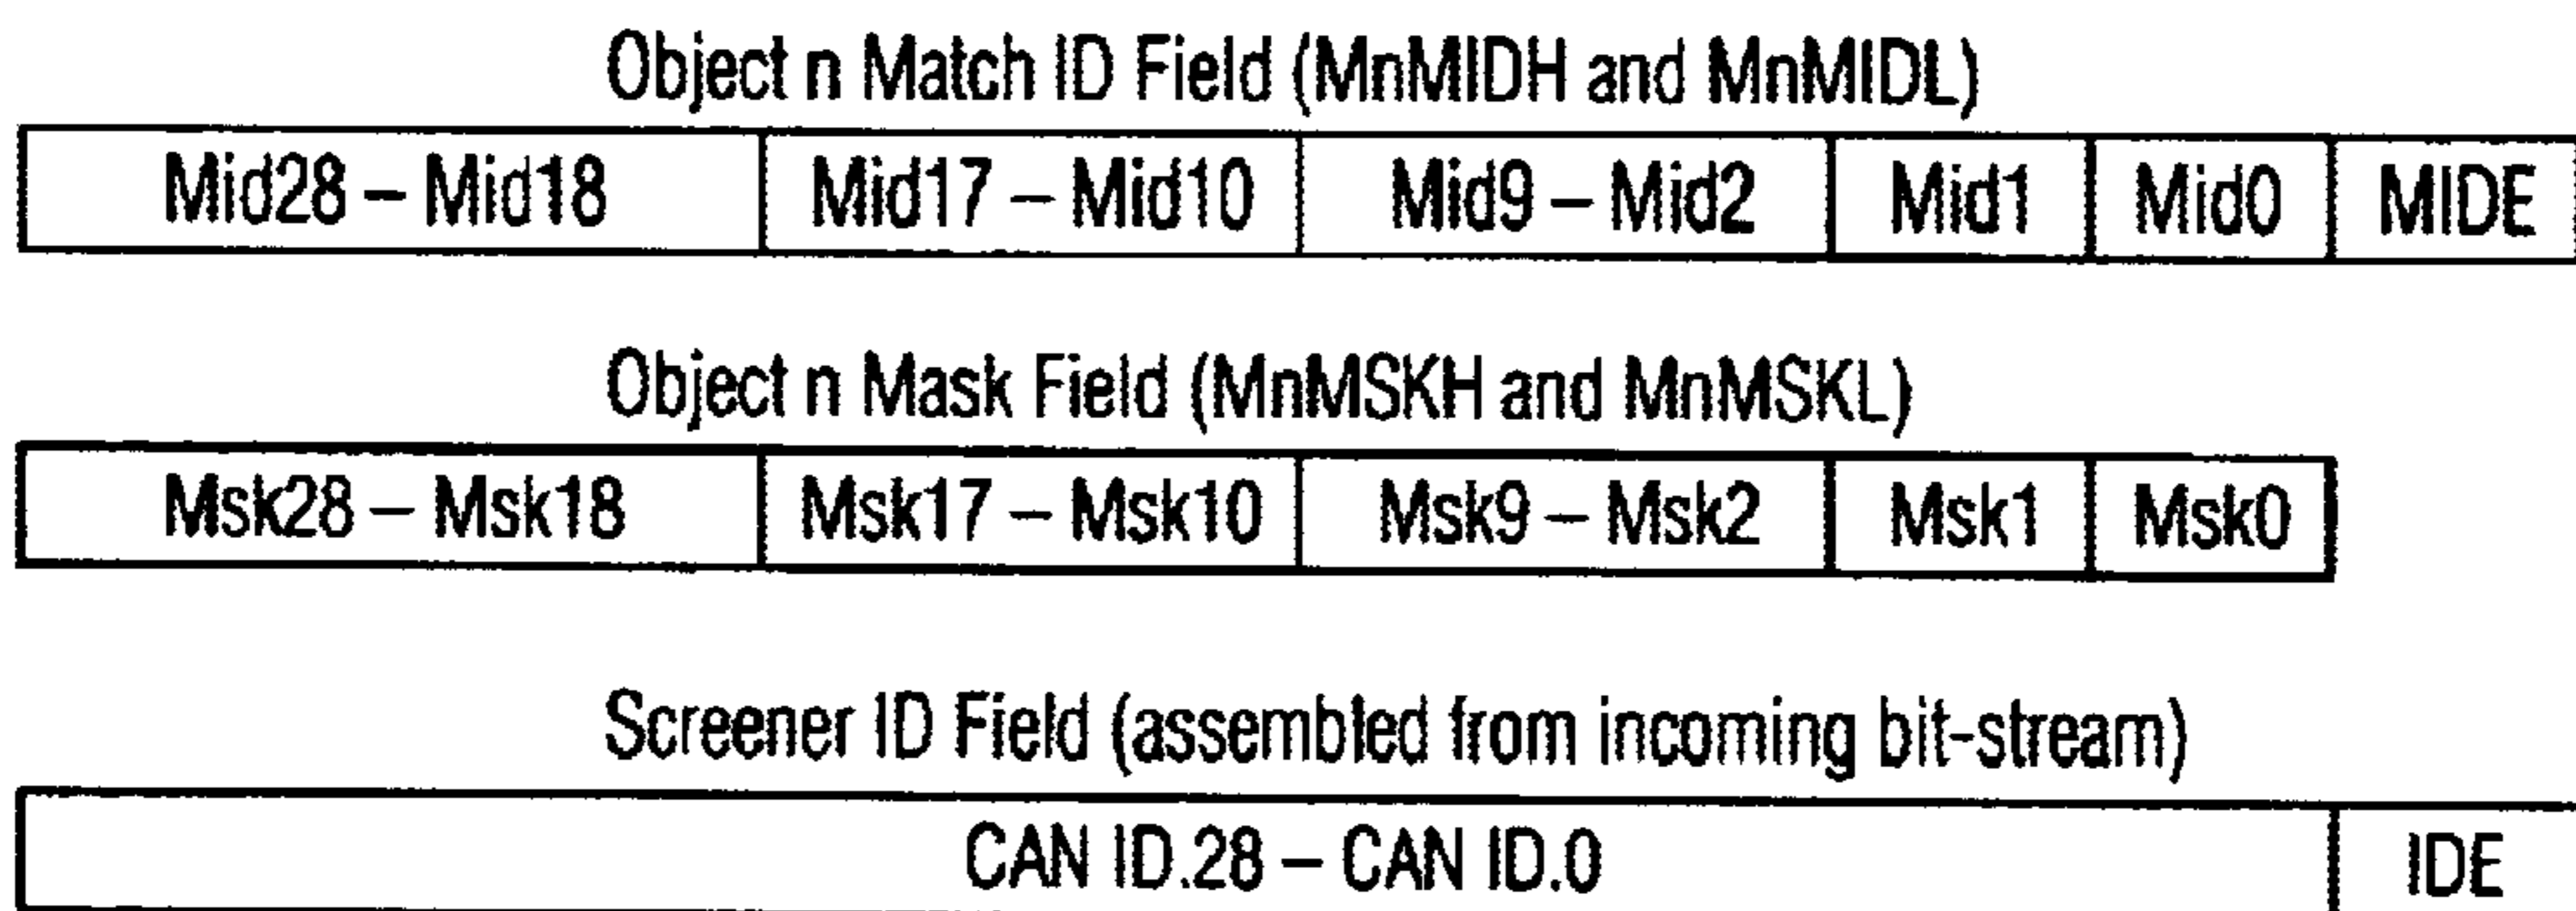 Object n Match ID Field (MnMIDH and MnMIDL)
Mid28 – Mid18 Mid17 – Mid10 Mid9 – Mid2 Mid1 Mid0 MIDE
Object n Mask Field (MnMSKH and MnMSKL)
Msk28 – Msk18 Msk17 – Msk10 Msk9 – Msk2 Msk1 Msk0
Screener ID Field (assembled from incoming bit-stream)
CAN ID.28 – CAN ID.0 IDE